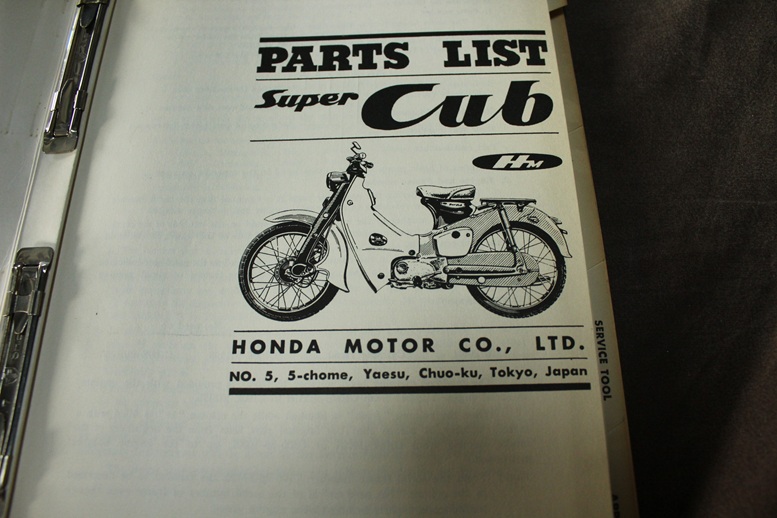 PARTS LIST
Super Cub
HM
HONDA MOTOR CO., LTD.
NO. 5, 5-chome, Yaesu, Chuo-ku, Tokyo, Japan
SERVICE TOOL